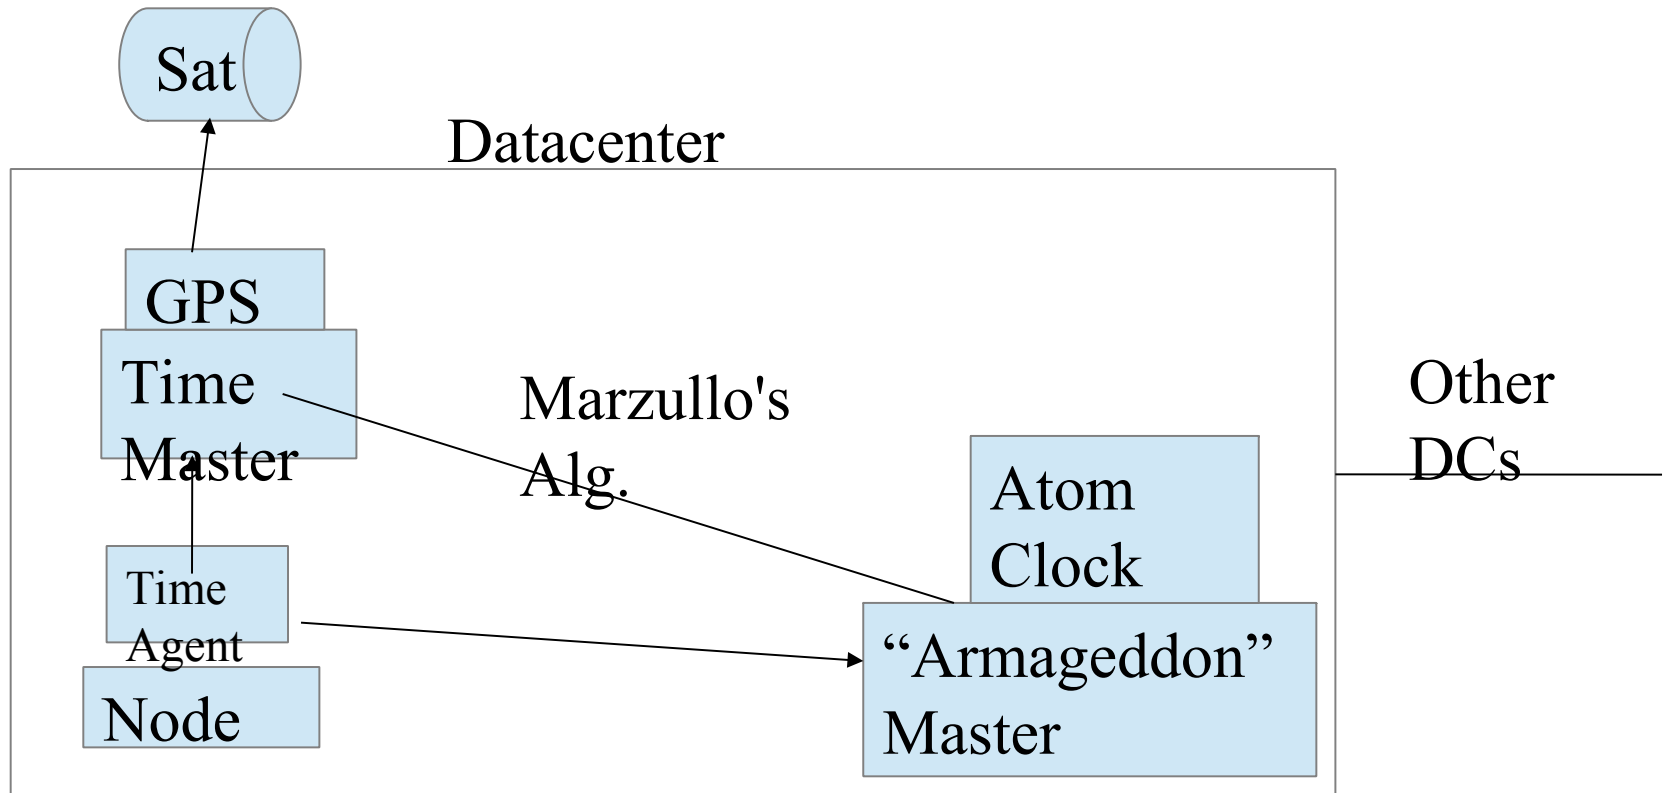 Sat
Datacenter
GPS
Time
Master
Marzullo's
Alg.
Other
DCs
Atom
Clock
Time
Agent
“Armageddon”
Master
Node